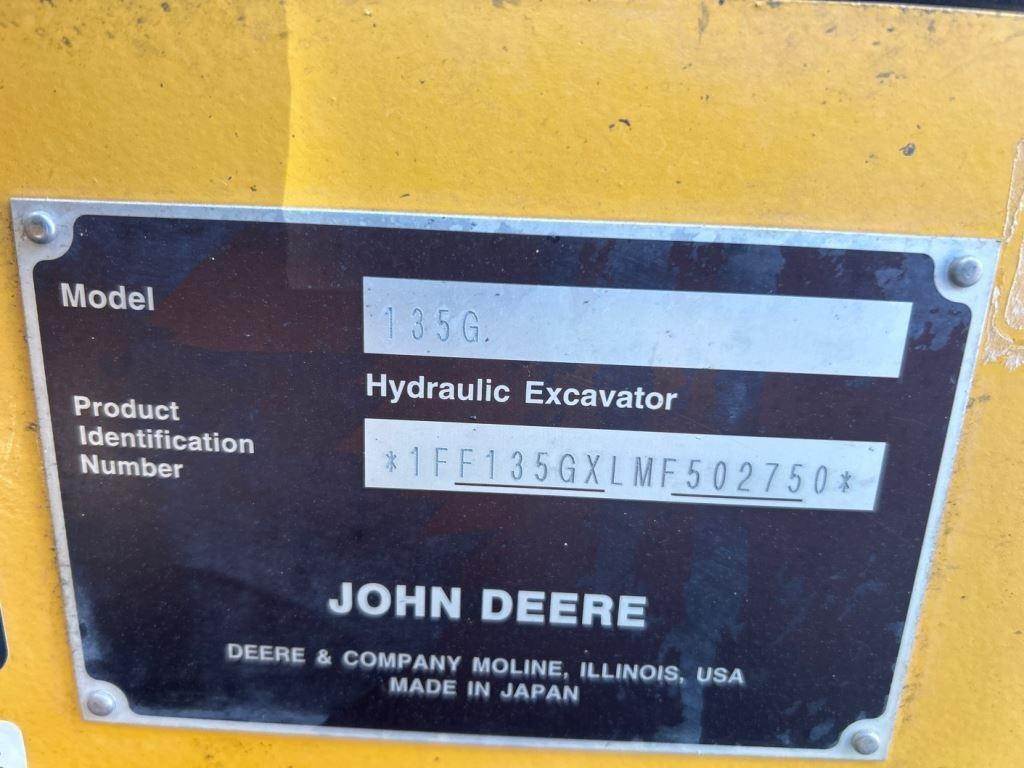 Model
135G.
Hydraulic Excavator
Product
Identification
Number
*1FF135GXLMF502750*
JOHN DEERE
DEERE & COMPANY MOLINE, ILLINOIS, USA
MADE IN JAPAN